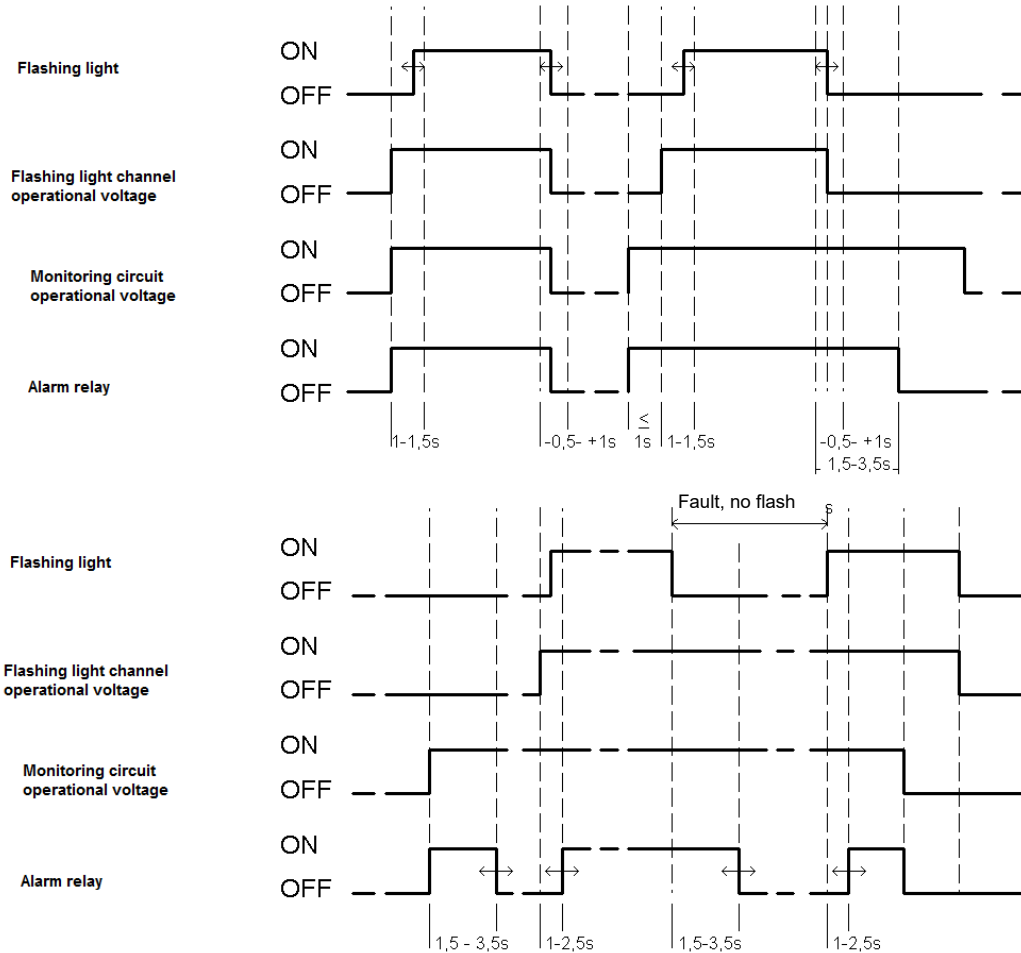 Flashing light
ON
OFF
Flashing light channel
operational voltage
ON
OFF
Monitoring circuit
operational voltage
ON
OFF
Alarm relay
ON
OFF
1-1,5s
-0,5- +1s
≤
1s
1-1,5s
-0,5- +1s
1,5-3,5s
Fault, no flash
s
Flashing light
ON
OFF
Flashing light channel
operational voltage
ON
OFF
Monitoring circuit
operational voltage
ON
OFF
Alarm relay
ON
OFF
1,5 - 3,5s
1-2,5s
1,5-3,5s
1-2,5s